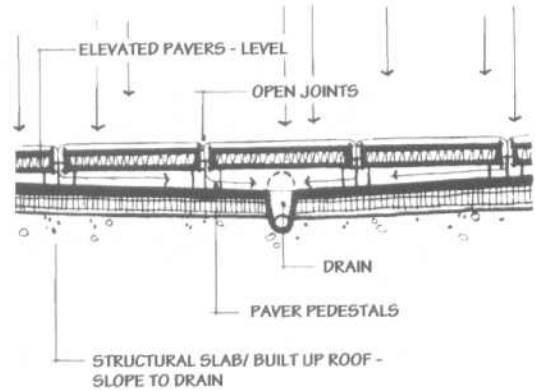 ELEVATED PAVERS - LEVEL
OPEN JOINTS
DRAIN
PAVER PEDESTALS
STRUCTURAL SLAB/ BUILT UP ROOF -
SLOPE TO DRAIN